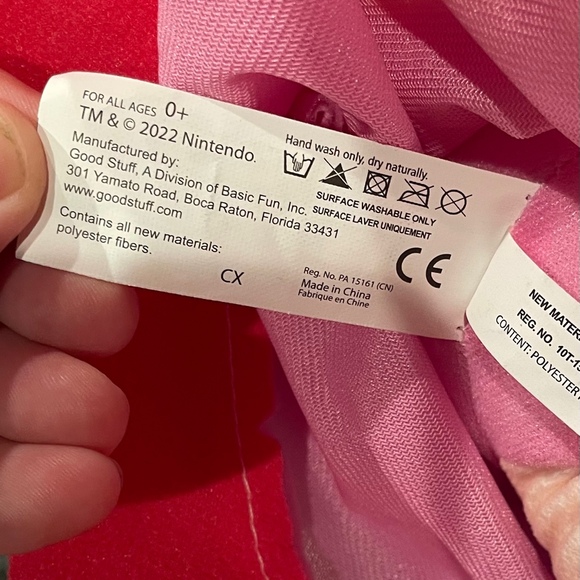 FOR ALL AGES 0+
TM & © 2022 Nintendo.
Manufactured by:
Good Stuff, A Division of Basic Fun, Inc.
301 Yamato Road, Boca Raton, Florida 33431
www.goodstuff.com
Contains all new materials:
polyester fibers.
CX
Hand wash only, dry naturally.
SURFACE WASHABLE ONLY
SURFACE LAVER UNIQUEMENT
CE
Reg. No. PA 15161 (CN)
Made in China
Fabrique en Chine
NEW MATER
REG. NO. 10T-15
CONTENT: POLYESTER